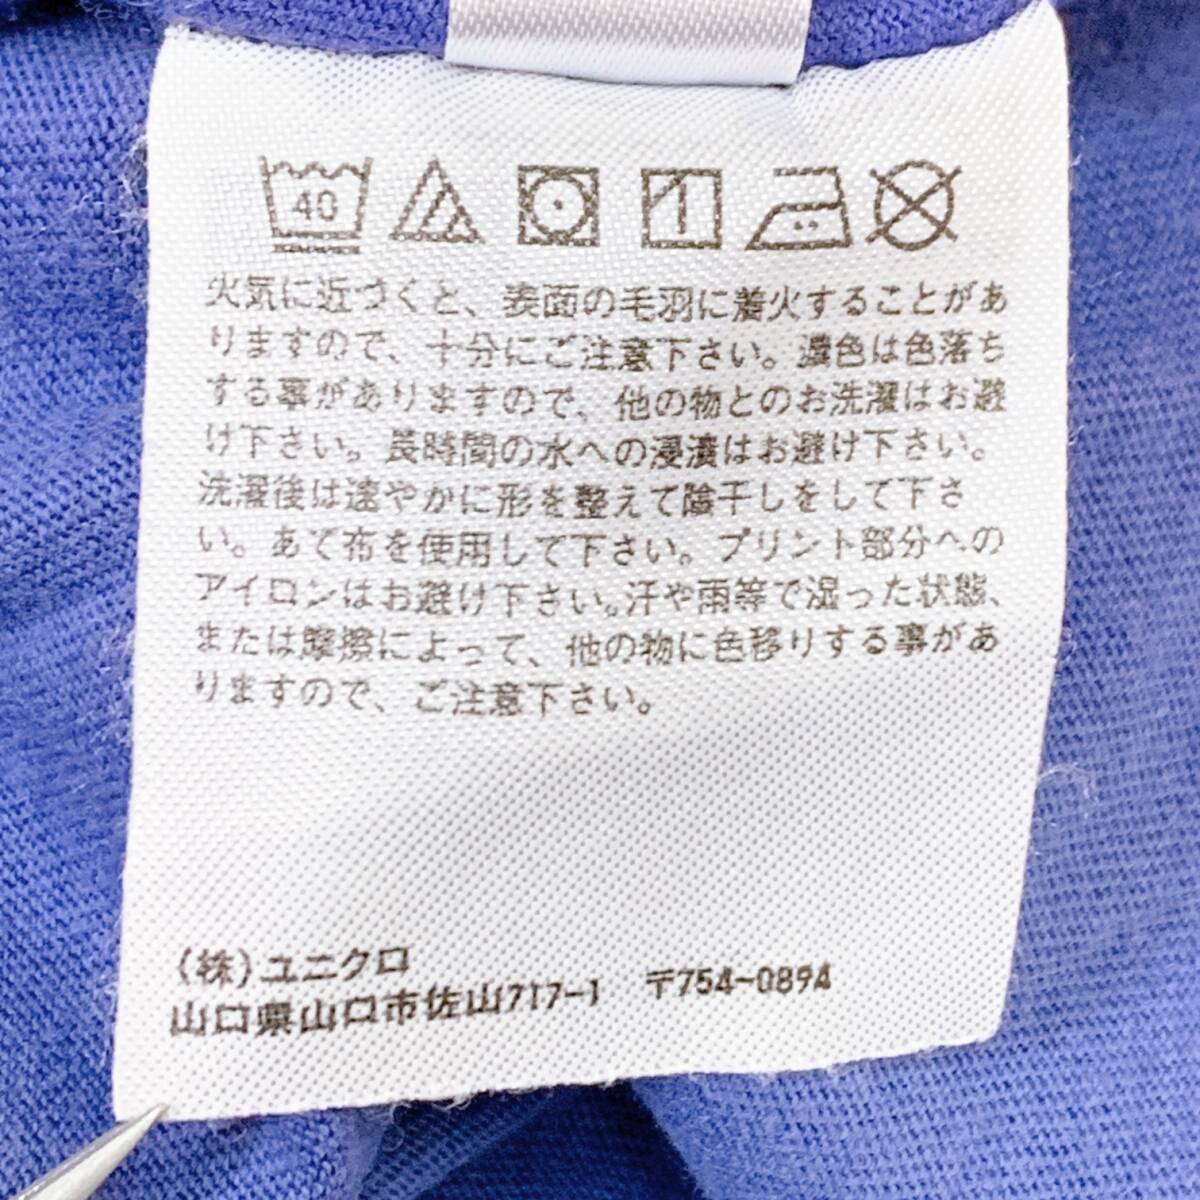 40
火気に近づくと、表面の毛羽に着火することがあ
りますので、十分にご注意下さい。濃色は色落ち
する事がありますので、他の物とのお洗濯はお避
け下さい。長時間の水への浸漬はお避け下さい。
洗濯後は速やかに形を整えて陰干しをして下さ
い。あて布を使用して下さい。プリント部分への
アイロンはお避け下さい。汗や雨等で湿った状態、
または摩擦によって、他の物に色移りする事があ
りますので、ご注意下さい。
(株)ユニクロ
山口県山口市佐山717-1 〒754-0894